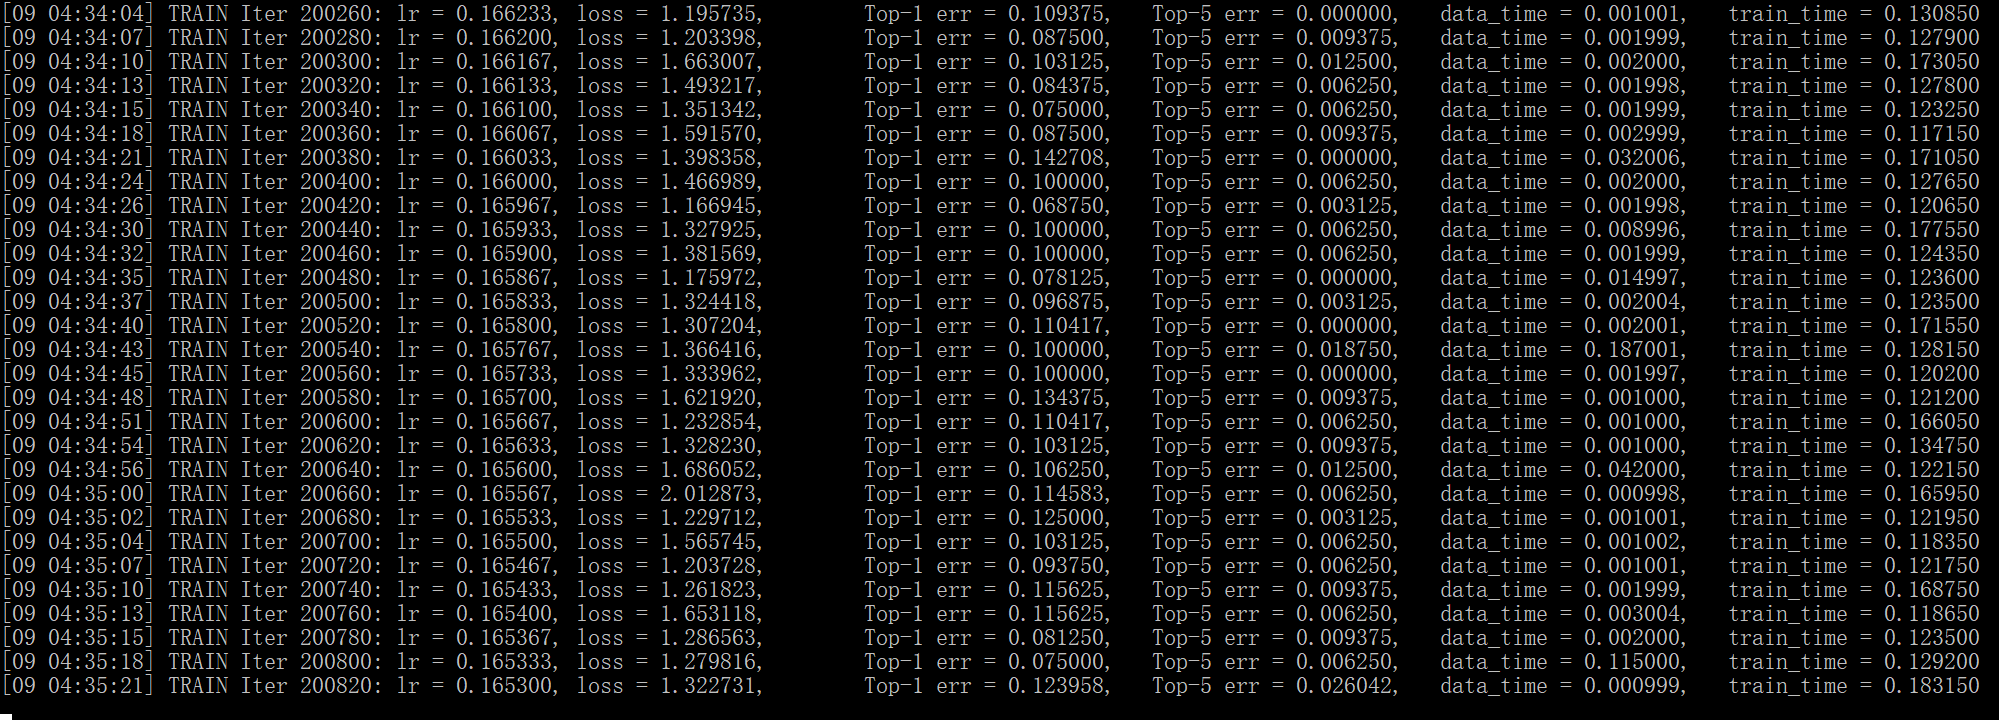 [09 04:34:04] TRAIN Iter 200260: lr = 0.166233, loss = 1.195735, Top-1 err = 0.109375, Top-5 err = 0.000000, data_time = 0.001001, train_time = 0.130850
[09 04:34:07] TRAIN Iter 200280: lr = 0.166200, loss = 1.203398, Top-1 err = 0.087500, Top-5 err = 0.009375, data_time = 0.001999, train_time = 0.127900
[09 04:34:10] TRAIN Iter 200300: lr = 0.166167, loss = 1.663007, Top-1 err = 0.103125, Top-5 err = 0.012500, data_time = 0.002000, train_time = 0.173050
[09 04:34:13] TRAIN Iter 200320: lr = 0.166133, loss = 1.493217, Top-1 err = 0.084375, Top-5 err = 0.006250, data_time = 0.001998, train_time = 0.127800
[09 04:34:15] TRAIN Iter 200340: lr = 0.166100, loss = 1.351342, Top-1 err = 0.075000, Top-5 err = 0.006250, data_time = 0.001999, train_time = 0.123250
[09 04:34:18] TRAIN Iter 200360: lr = 0.166067, loss = 1.591570, Top-1 err = 0.087500, Top-5 err = 0.009375, data_time = 0.002999, train_time = 0.117150
[09 04:34:21] TRAIN Iter 200380: lr = 0.166033, loss = 1.398358, Top-1 err = 0.142708, Top-5 err = 0.000000, data_time = 0.032006, train_time = 0.171050
[09 04:34:24] TRAIN Iter 200400: lr = 0.166000, loss = 1.466989, Top-1 err = 0.100000, Top-5 err = 0.006250, data_time = 0.002000, train_time = 0.127650
[09 04:34:26] TRAIN Iter 200420: lr = 0.165967, loss = 1.166945, Top-1 err = 0.068750, Top-5 err = 0.003125, data_time = 0.001998, train_time = 0.120650
[09 04:34:30] TRAIN Iter 200440: lr = 0.165933, loss = 1.327925, Top-1 err = 0.100000, Top-5 err = 0.006250, data_time = 0.008996, train_time = 0.177550
[09 04:34:32] TRAIN Iter 200460: lr = 0.165900, loss = 1.381569, Top-1 err = 0.100000, Top-5 err = 0.006250, data_time = 0.001999, train_time = 0.124350
[09 04:34:35] TRAIN Iter 200480: lr = 0.165867, loss = 1.175972, Top-1 err = 0.078125, Top-5 err = 0.000000, data_time = 0.014997, train_time = 0.123600
[09 04:34:37] TRAIN Iter 200500: lr = 0.165833, loss = 1.324418, Top-1 err = 0.096875, Top-5 err = 0.003125, data_time = 0.002004, train_time = 0.123500
[09 04:34:40] TRAIN Iter 200520: lr = 0.165800, loss = 1.307204, Top-1 err = 0.110417, Top-5 err = 0.000000, data_time = 0.002001, train_time = 0.171550
[09 04:34:43] TRAIN Iter 200540: lr = 0.165767, loss = 1.366416, Top-1 err = 0.100000, Top-5 err = 0.018750, data_time = 0.187001, train_time = 0.128150
[09 04:34:45] TRAIN Iter 200560: lr = 0.165733, loss = 1.333962, Top-1 err = 0.100000, Top-5 err = 0.000000, data_time = 0.001997, train_time = 0.120200
[09 04:34:48] TRAIN Iter 200580: lr = 0.165700, loss = 1.621920, Top-1 err = 0.134375, Top-5 err = 0.009375, data_time = 0.001000, train_time = 0.121200
[09 04:34:51] TRAIN Iter 200600: lr = 0.165667, loss = 1.232854, Top-1 err = 0.110417, Top-5 err = 0.006250, data_time = 0.001000, train_time = 0.166050
[09 04:34:54] TRAIN Iter 200620: lr = 0.165633, loss = 1.328230, Top-1 err = 0.103125, Top-5 err = 0.009375, data_time = 0.001000, train_time = 0.134750
[09 04:34:56] TRAIN Iter 200640: lr = 0.165600, loss = 1.686052, Top-1 err = 0.106250, Top-5 err = 0.012500, data_time = 0.042000, train_time = 0.122150
[09 04:35:00] TRAIN Iter 200660: lr = 0.165567, loss = 2.012873, Top-1 err = 0.114583, Top-5 err = 0.006250, data_time = 0.000998, train_time = 0.165950
[09 04:35:02] TRAIN Iter 200680: lr = 0.165533, loss = 1.229712, Top-1 err = 0.125000, Top-5 err = 0.003125, data_time = 0.001001, train_time = 0.121950
[09 04:35:04] TRAIN Iter 200700: lr = 0.165500, loss = 1.565745, Top-1 err = 0.103125, Top-5 err = 0.006250, data_time = 0.001002, train_time = 0.118350
[09 04:35:07] TRAIN Iter 200720: lr = 0.165467, loss = 1.203728, Top-1 err = 0.093750, Top-5 err = 0.006250, data_time = 0.001001, train_time = 0.121750
[09 04:35:10] TRAIN Iter 200740: lr = 0.165433, loss = 1.261823, Top-1 err = 0.115625, Top-5 err = 0.009375, data_time = 0.001999, train_time = 0.168750
[09 04:35:13] TRAIN Iter 200760: lr = 0.165400, loss = 1.653118, Top-1 err = 0.115625, Top-5 err = 0.006250, data_time = 0.003004, train_time = 0.118650
[09 04:35:15] TRAIN Iter 200780: lr = 0.165367, loss = 1.286563, Top-1 err = 0.081250, Top-5 err = 0.009375, data_time = 0.002000, train_time = 0.123500
[09 04:35:18] TRAIN Iter 200800: lr = 0.165333, loss = 1.279816, Top-1 err = 0.075000, Top-5 err = 0.006250, data_time = 0.115000, train_time = 0.129200
[09 04:35:21] TRAIN Iter 200820: lr = 0.165300, loss = 1.322731, Top-1 err = 0.123958, Top-5 err = 0.026042, data_time = 0.000999, train_time = 0.183150